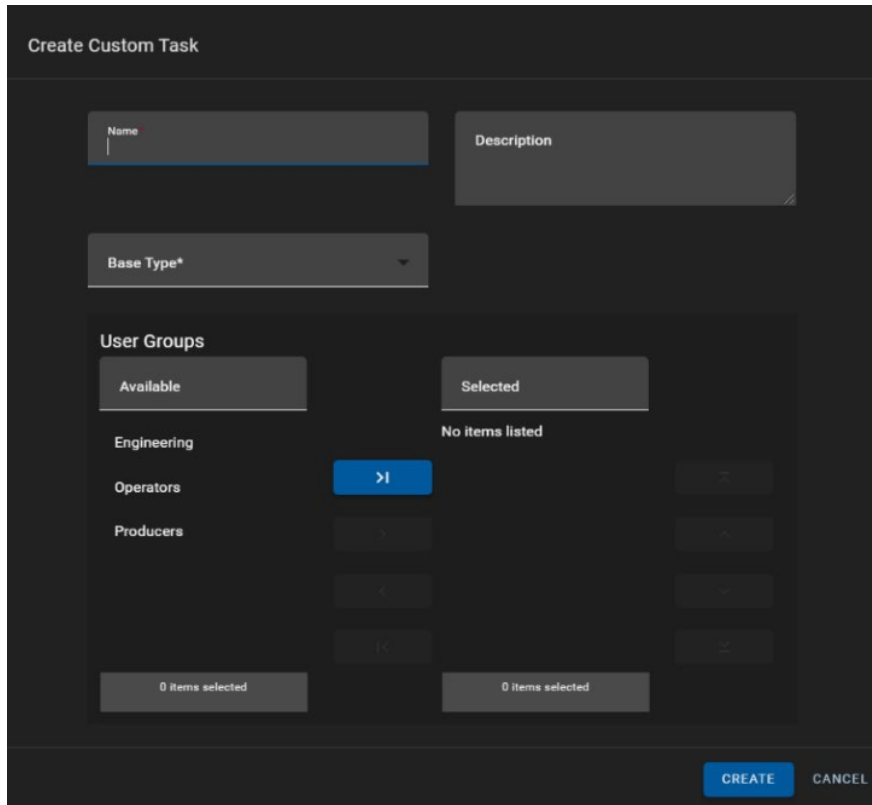 Create Custom Task
Name*
Description
Base Type*
User Groups
Available
Selected
Engineering
No items listed
Operators
Producers
0 items selected
0 items selected
CREATE
CANCEL